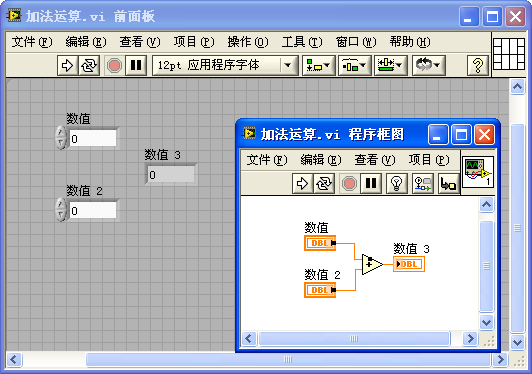 加法运算.vi 前面板
文件(F) 编辑(E) 查看(V) 项目(P) 操作(O) 工具(T) 窗口(W) 帮助(H)
12pt 应用程序字体
?
数值
0
数值 3
0
数值 2
0
加法运算.vi 程序框图
文件(F) 编辑(E) 查看(V) 项目(P)
1
数值
DBL
数值 3
DBL
数值 2
DBL